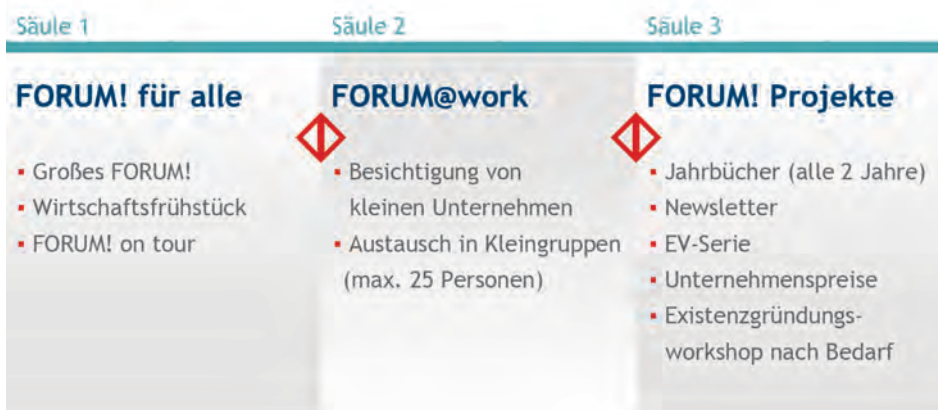 Säule 1
FORUM! für alle
▪ Großes FORUM!
▪ Wirtschaftsfrühstück
▪ FORUM! on tour
Säule 2
FORUM@work
▪ Besichtigung von
kleinen Unternehmen
▪ Austausch in Kleingruppen
(max. 25 Personen)
Säule 3
FORUM! Projekte
▪ Jahrbücher (alle 2 Jahre)
▪ Newsletter
▪ EV-Serie
▪ Unternehmenspreise
▪ Existenzgründungs-
workshop nach Bedarf